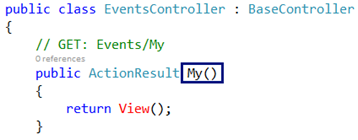 public class EventsController : BaseController
{
// GET: Events/My
0 references
public ActionResult My()
{
return View();
}